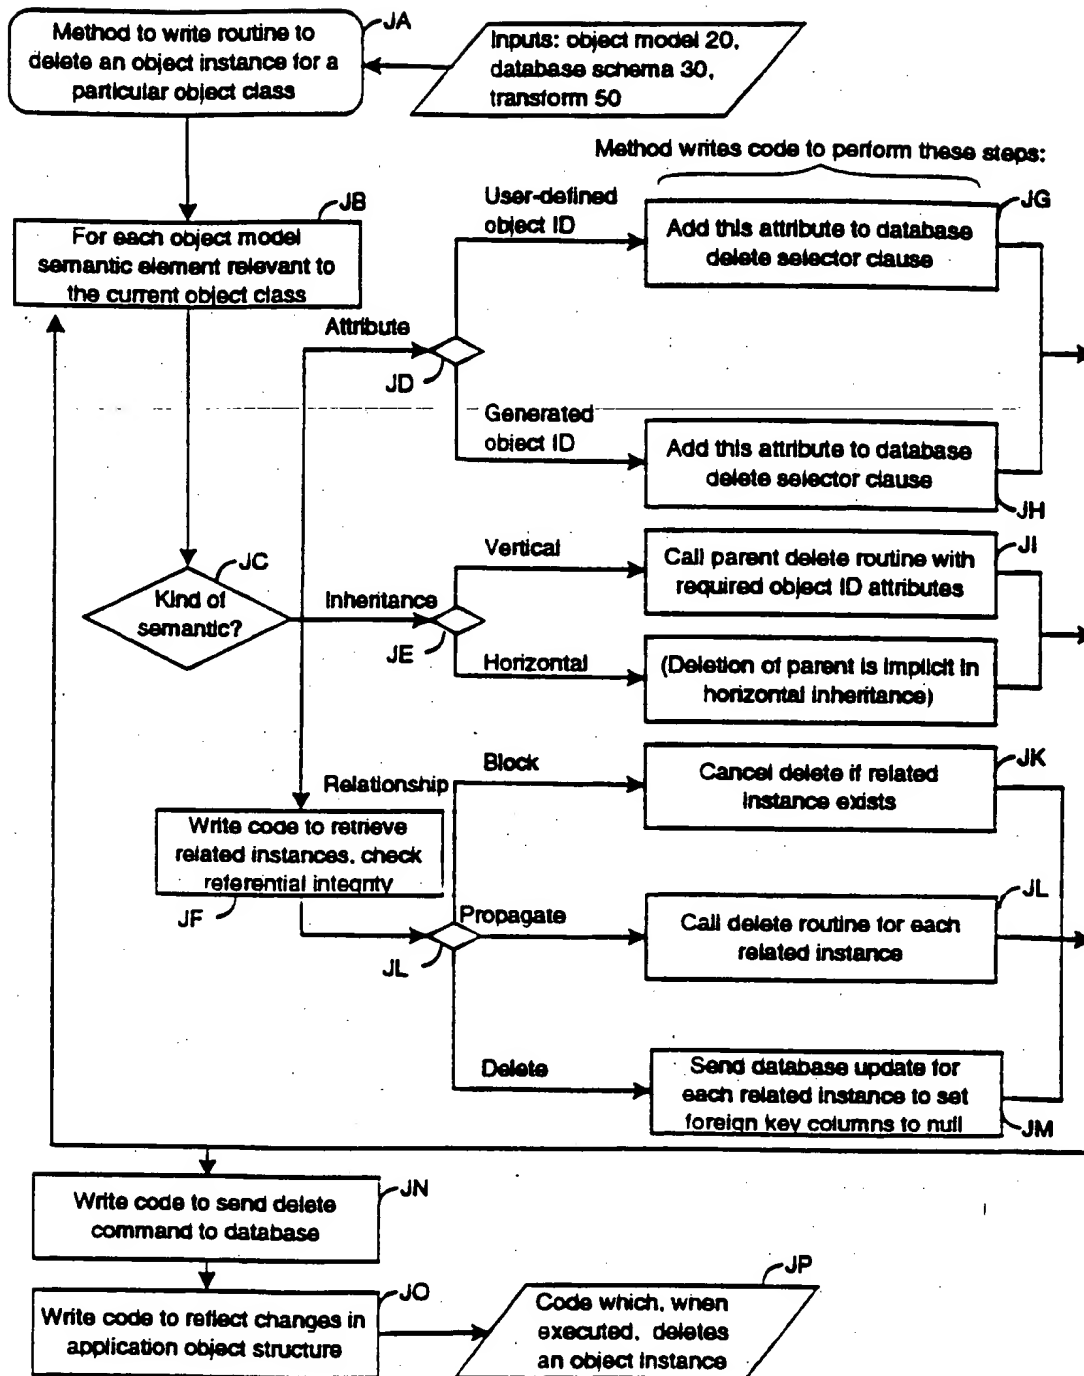 JA
Method to write routine to
delete an object instance for a
particular object class
Inputs: object model 20,
database schema 30,
transform 50
Method writes code to perform these steps:
JB
For each object model
semantic element relevant to
the current object class
User-defined
object ID
JG
Add this attribute to database
delete selector clause
Attribute
JD
Generated
object ID
Add this attribute to database
delete selector clause
JH
JC
Kind of
semantic?
Inheritance
JE
Vertical
JI
Call parent delete routine with
required object ID attributes
Horizontal
(Deletion of parent is implicit in
horizontal inheritance)
Relationship
Write code to retrieve
related instances, check
referential integrity
JF
Block
JK
Cancel delete if related
instance exists
Propagate
JL
JL
Call delete routine for each
related instance
Delete
Send database update for
each related instance to set
foreign key columns to null
JM
JN
Write code to send delete
command to database
JO
Write code to reflect changes in
application object structure
JP
Code which, when
executed, deletes
an object instance